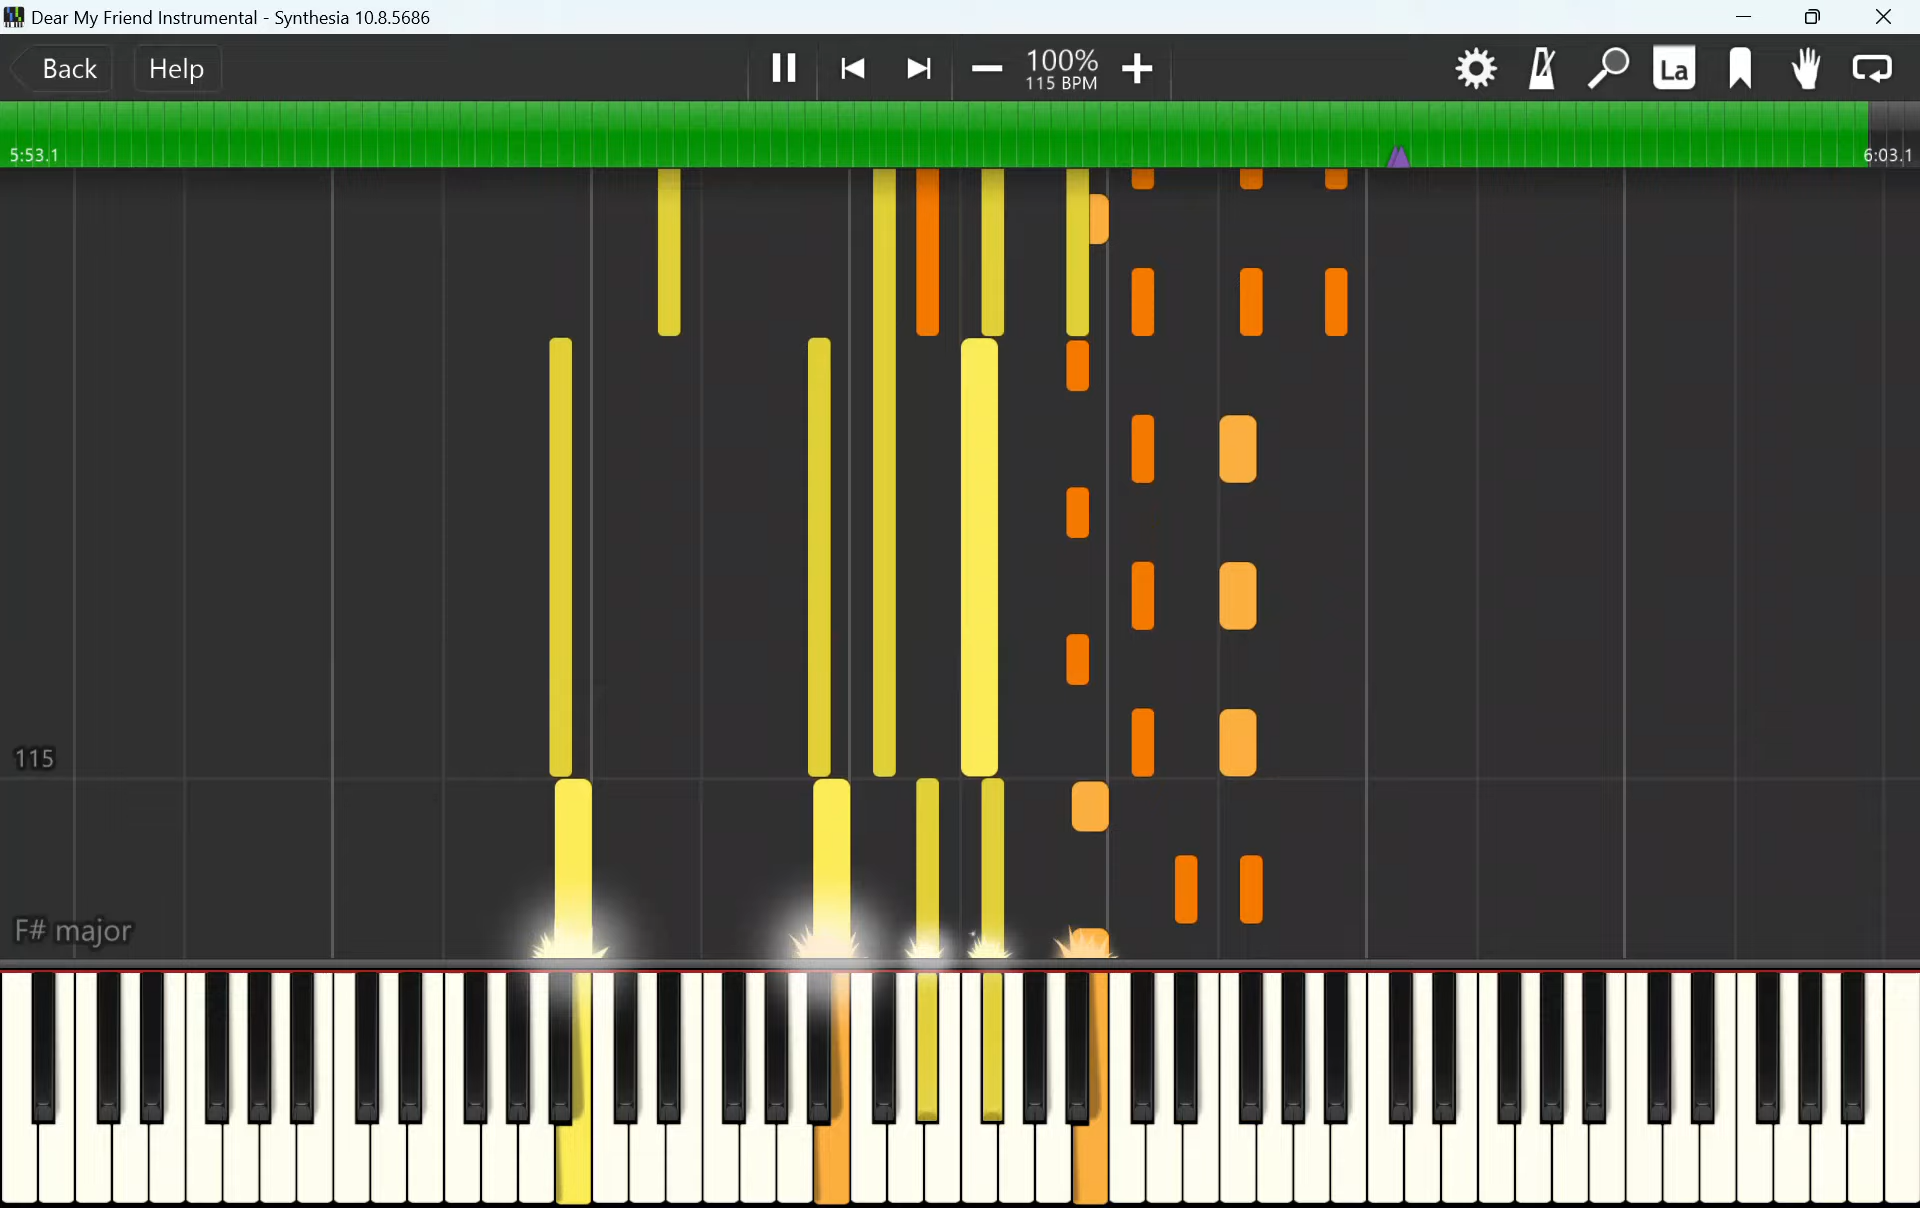 Dear My Friend Instrumental - Synthesia 10.8.5686
Back
Help
100%
115 BPM
La
5:53.1
6:03.1
115
F# major